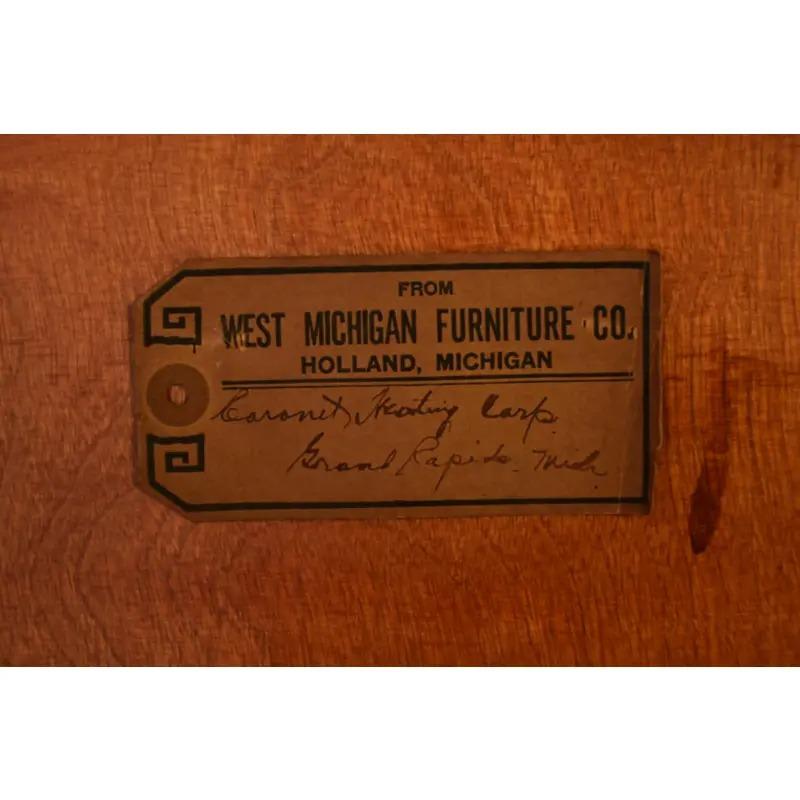 FROM
WEST MICHIGAN FURNITURE CO.
HOLLAND, MICHIGAN
Coronet Heating Corp.
Grand Rapids. Mich